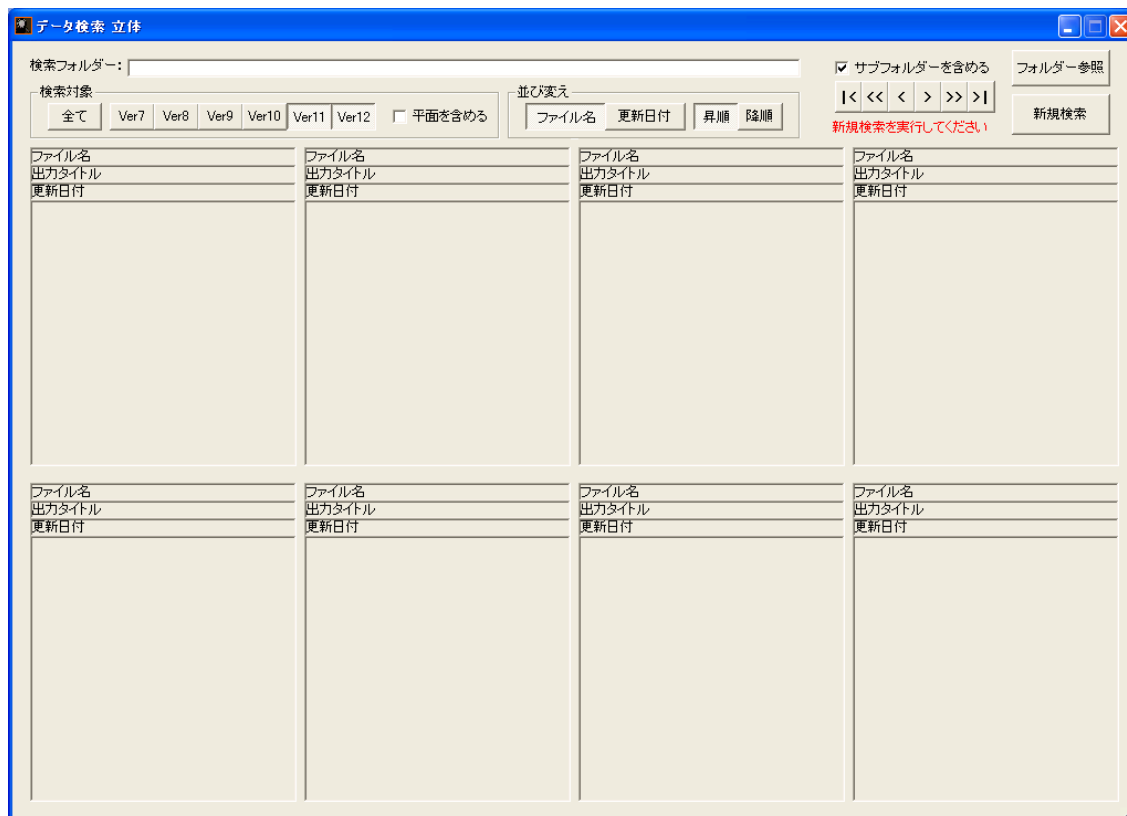 データ検索 立体
検索フォルダー：
サブフォルダーを含める
フォルダー参照
検索対象
並び変え
全て Ver7 Ver8 Ver9 Ver10 Ver11 Ver12 平面を含める
ファイル名 更新日付 昇順 降順
|< << < > >> >|
新規検索
新規検索を実行してください
ファイル名 ファイル名 ファイル名 ファイル名
出力タイトル 出力タイトル 出力タイトル 出力タイトル
更新日付 更新日付 更新日付 更新日付
ファイル名 ファイル名 ファイル名 ファイル名
出力タイトル 出力タイトル 出力タイトル 出力タイトル
更新日付 更新日付 更新日付 更新日付